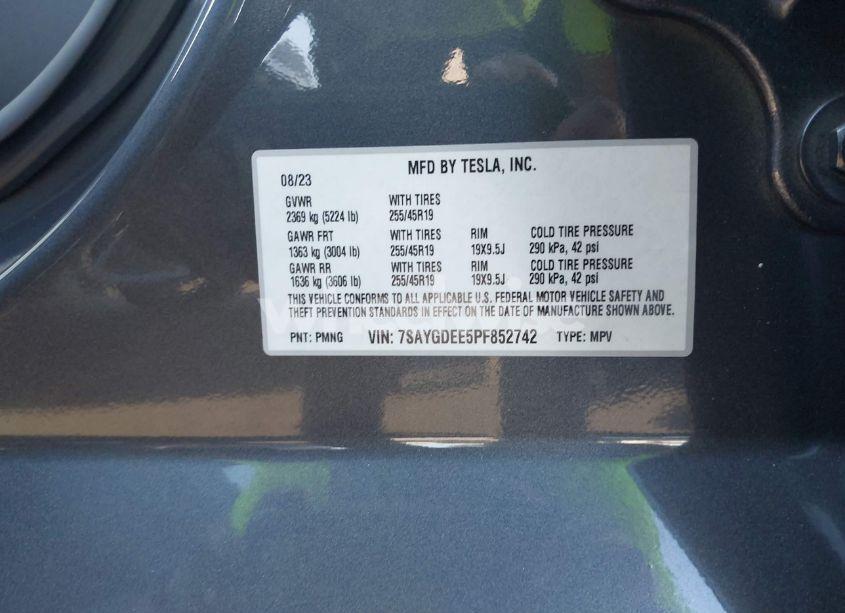 MFD BY TESLA, INC.
08/23
GVWR WITH TIRES
2369 kg (5224 lb) 255/45R19
GAWR FRT WITH TIRES RIM COLD TIRE PRESSURE
1363 kg (3004 lb) 255/45R19 19X9.5J 290 kPa, 42 psi
GAWR RR WITH TIRES RIM COLD TIRE PRESSURE
1636 kg (3606 lb) 255/45R19 19X9.5J 290 kPa, 42 psi
THIS VEHICLE CONFORMS TO ALL APPLICABLE U.S. FEDERAL MOTOR VEHICLE SAFETY AND
THEFT PREVENTION STANDARDS IN EFFECT ON THE DATE OF MANUFACTURE SHOWN ABOVE.
PNT: PMNG VIN: 7SAYGDEE5PF852742 TYPE: MPV